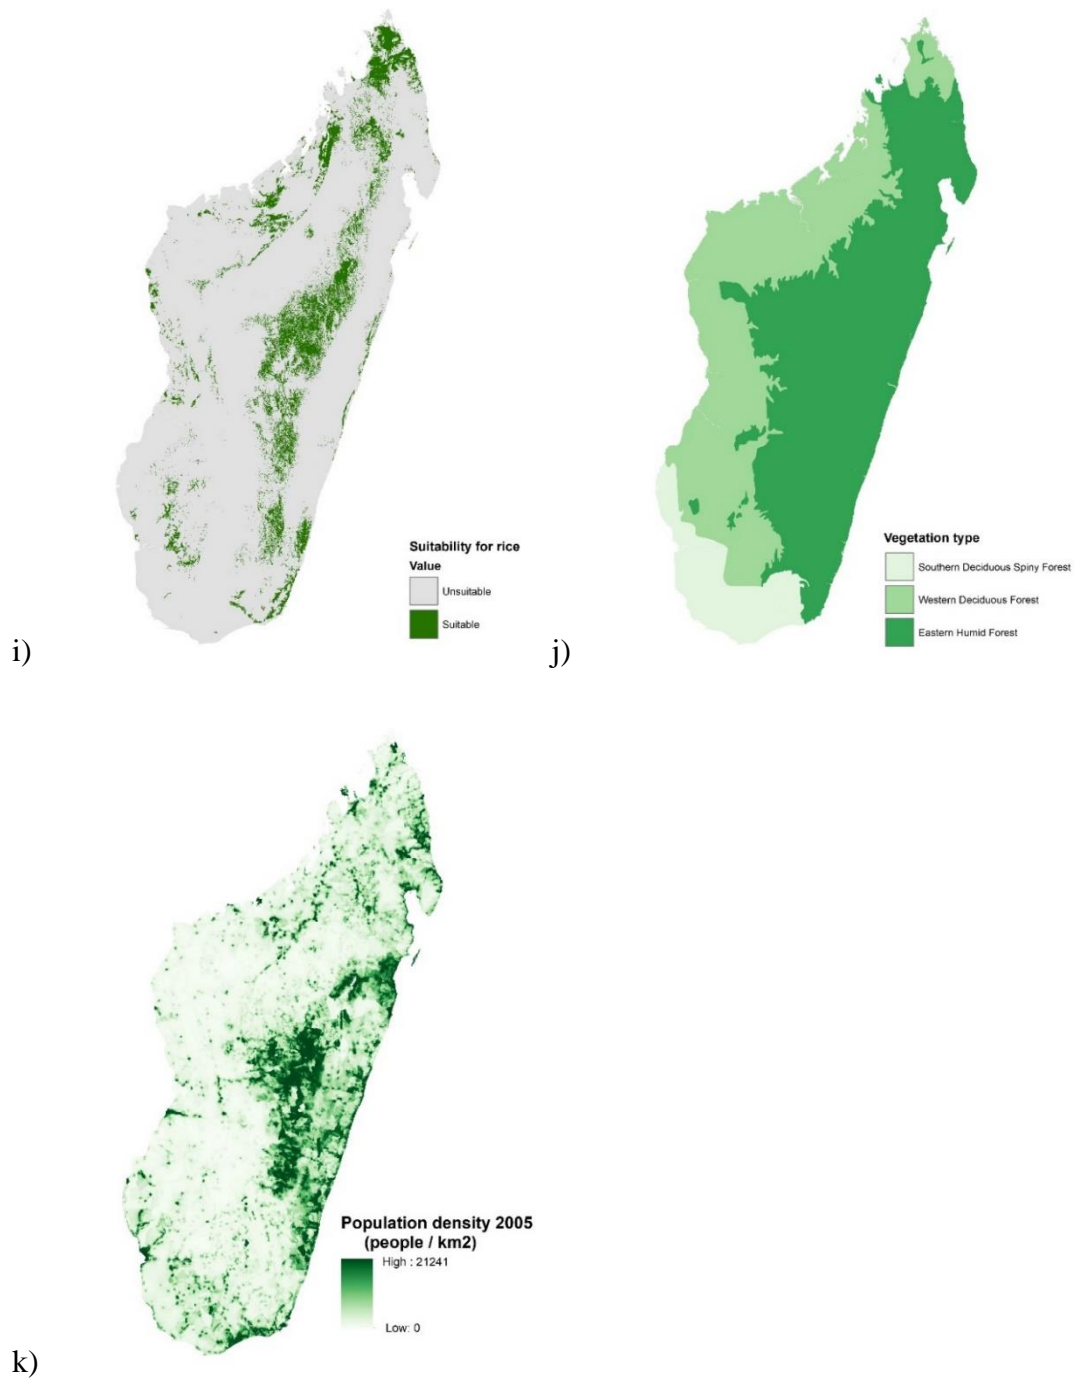 Suitability for rice
Value
Unsuitable
Suitable
i)
Vegetation type
Southern Deciduous Spiny Forest
Western Deciduous Forest
Eastern Humid Forest
j)
Population density 2005
(people / km2)
High : 21241
Low: 0
k)